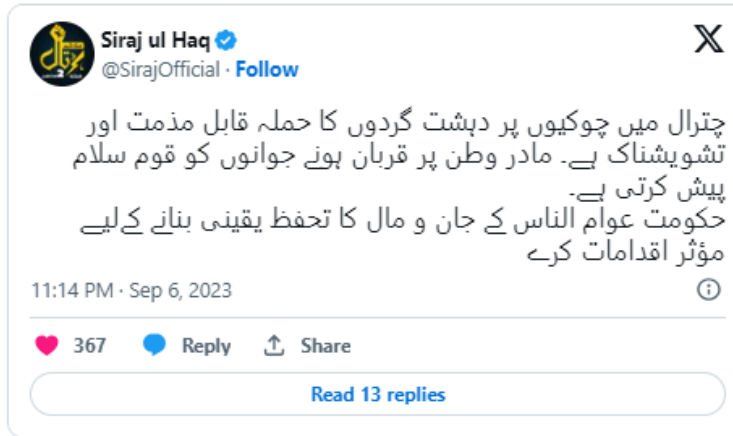 Siraj ul Haq
@SirajOfficial · Follow
چترال میں چوکیوں پر دہشت گردوں کا حملہ قابل مذمت اور
تشویشناک ہے۔ مادر وطن پر قربان ہونے جوانوں کو قوم سلام
پیش کرتی ہے۔
حکومت عوام الناس کے جان و مال کا تحفظ یقینی بنانے کےلیے
مؤثر اقدامات کرے
11:14 PM · Sep 6, 2023
367 Reply Share
Read 13 replies